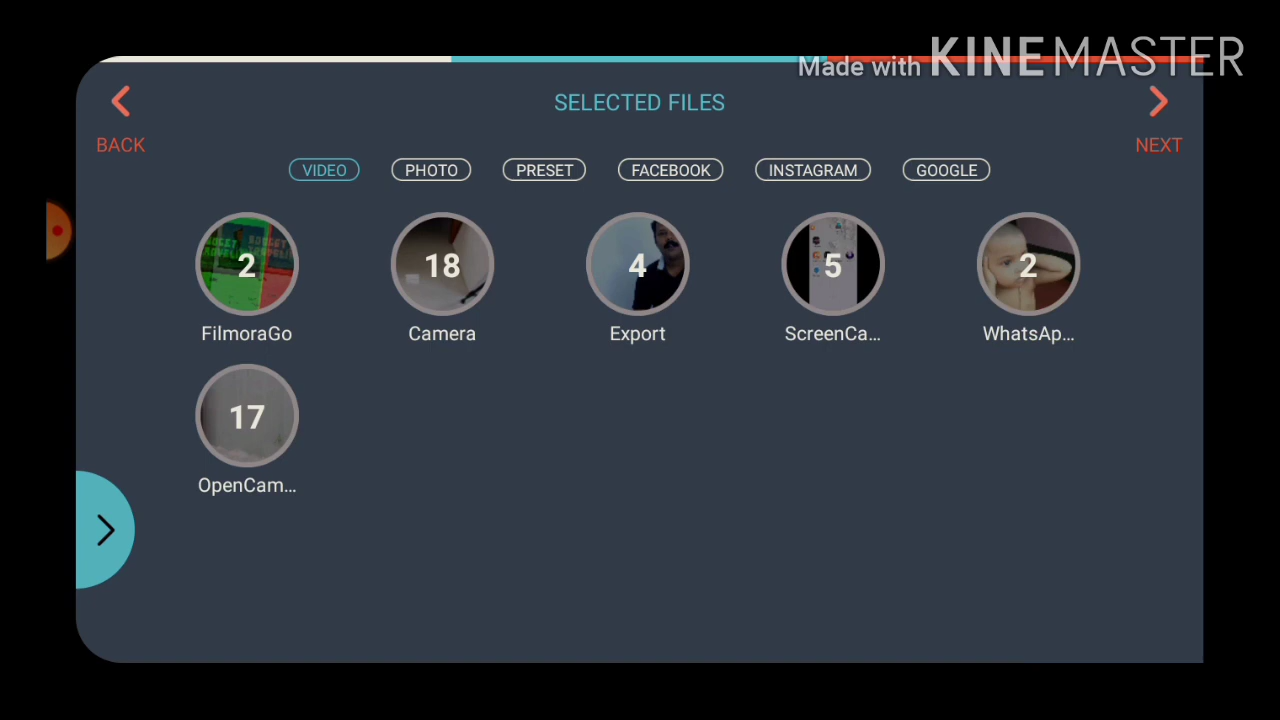 Made with KINEMASTER
SELECTED FILES
BACK
NEXT
VIDEO PHOTO PRESET FACEBOOK INSTAGRAM GOOGLE
2 18 4 5 2
FilmoraGo Camera Export ScreenCa... WhatsAp...
17
OpenCam...